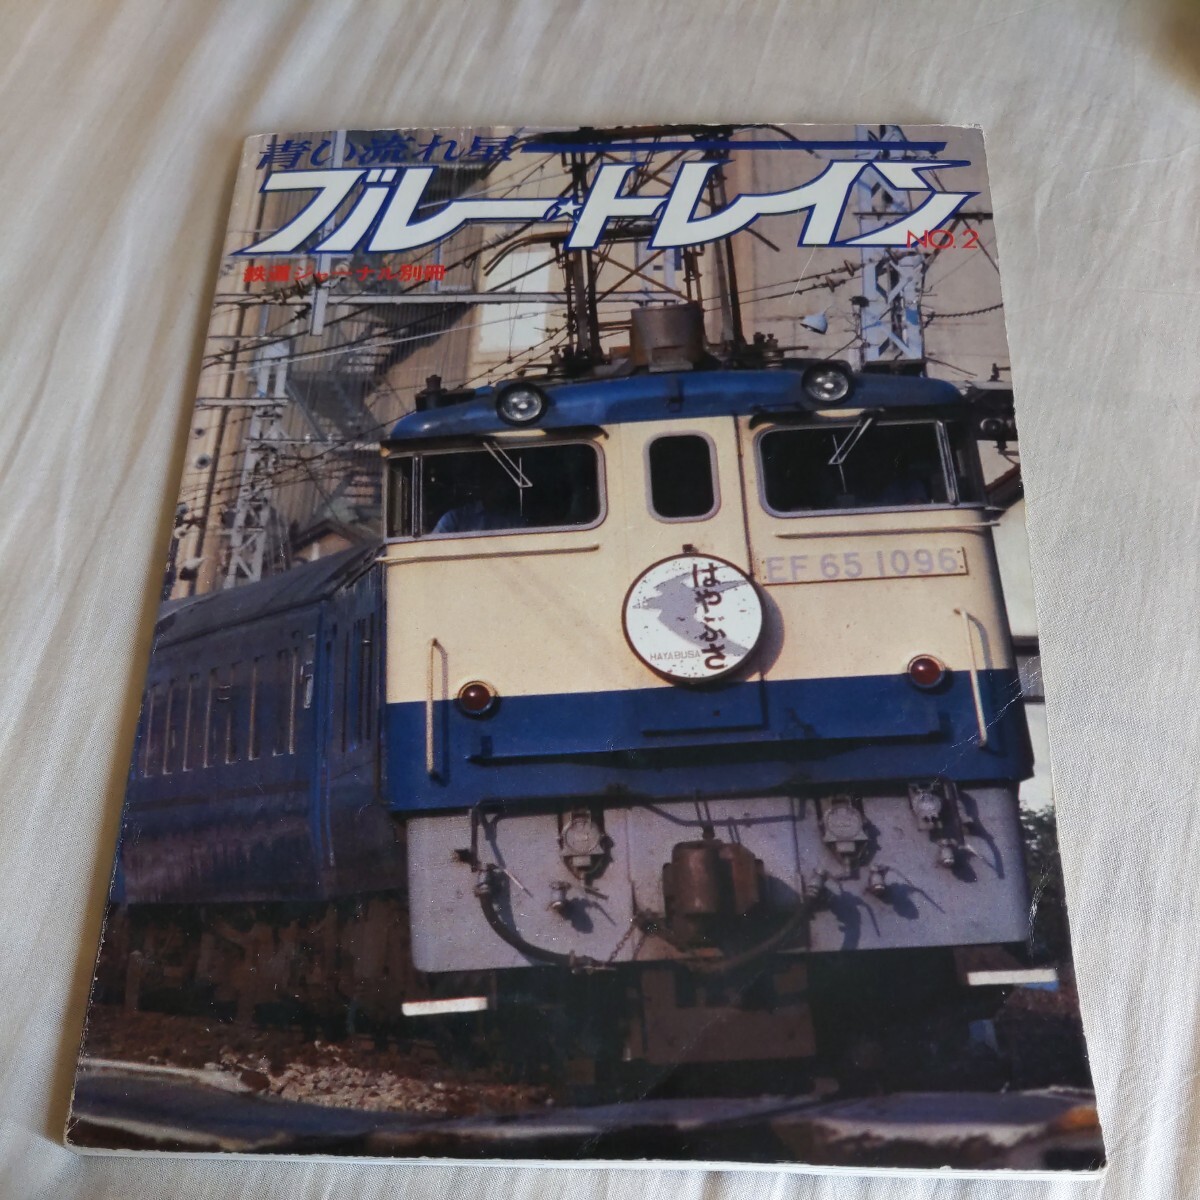 青い流れ星
ブルー★トレイン
NO.2
鉄道ジャーナル別冊
EF 65 1096
はやぶさ
HAYABUSA